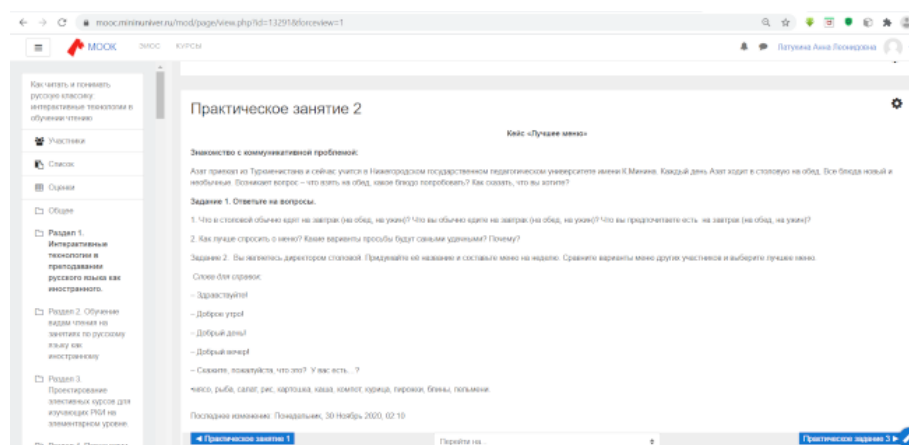 mooc.mininuniver.ru/mod/page/view.php?id=13291&forceview=1
МООК ЭИОС КУРСЫ
Как читать и понимать
русскую классику:
интерактивные технологии в
обучении чтению
Участники
Список
Оценки
Общее
Раздел 1.
Интерактивные
технологии в
преподавании
русского языка как
иностранного.
Раздел 2. Обучение
видам чтения на
занятиях по русскому
языку как
иностранному
Раздел 3.
Проектирование
элективных курсов для
изучающих РКИ на
элементарном уровне.
Практическое занятие 2
Кейс «Лучшее меню»
Знакомство с коммуникативной проблемой:
Азат приехал из Туркменистана и сейчас учится в Нижегородском государственном педагогическом университете имени К.Минина. Каждый день Азат ходит в столовую на обед. Все блюда новый и
необычные. Возникает вопрос – что взять на обед, какое блюдо попробовать? Как сказать, что вы хотите?
Задание 1. Ответьте на вопросы.
1. Что в столовой обычно едят на завтрак (на обед, на ужин)? Что вы обычно едите на завтрак (на обед, на ужин)? Что вы предпочитаете есть на завтрак (на обед, на ужин)?
2. Как лучше спросить о меню? Какие варианты просьбы будут самыми удачными? Почему?
Задание 2. Вы являетесь директором столовой. Придумайте её название и составьте меню на неделю. Сравните варианты меню других участников и выберите лучшее меню.
Слова для справок:
– Здравствуйте!
– Доброе утро!
– Добрый день!
– Добрый вечер!
– Скажите, пожалуйста, что это? У вас есть...?
мясо, рыба, салат, рис, картошка, каша, компот, курица, пирожки, блины, пельмени.
Последнее изменение: Понедельник, 30 Ноябрь 2020, 02:10
◄ Практическое занятие 1
Перейти на...
Практическое задание 3 ►